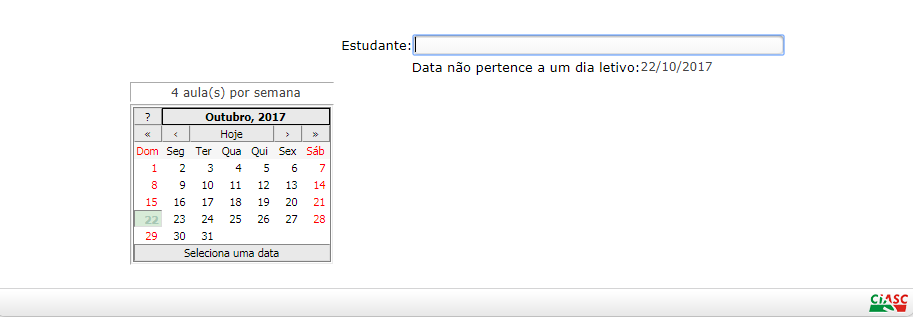 Estudante:
Data não pertence a um dia letivo:22/10/2017
4 aula(s) por semana
? Outubro, 2017
« ‹ Hoje › »
Dom Seg Ter Qua Qui Sex Sáb
1 2 3 4 5 6 7
8 9 10 11 12 13 14
15 16 17 18 19 20 21
22 23 24 25 26 27 28
29 30 31
Seleciona uma data
CiASC